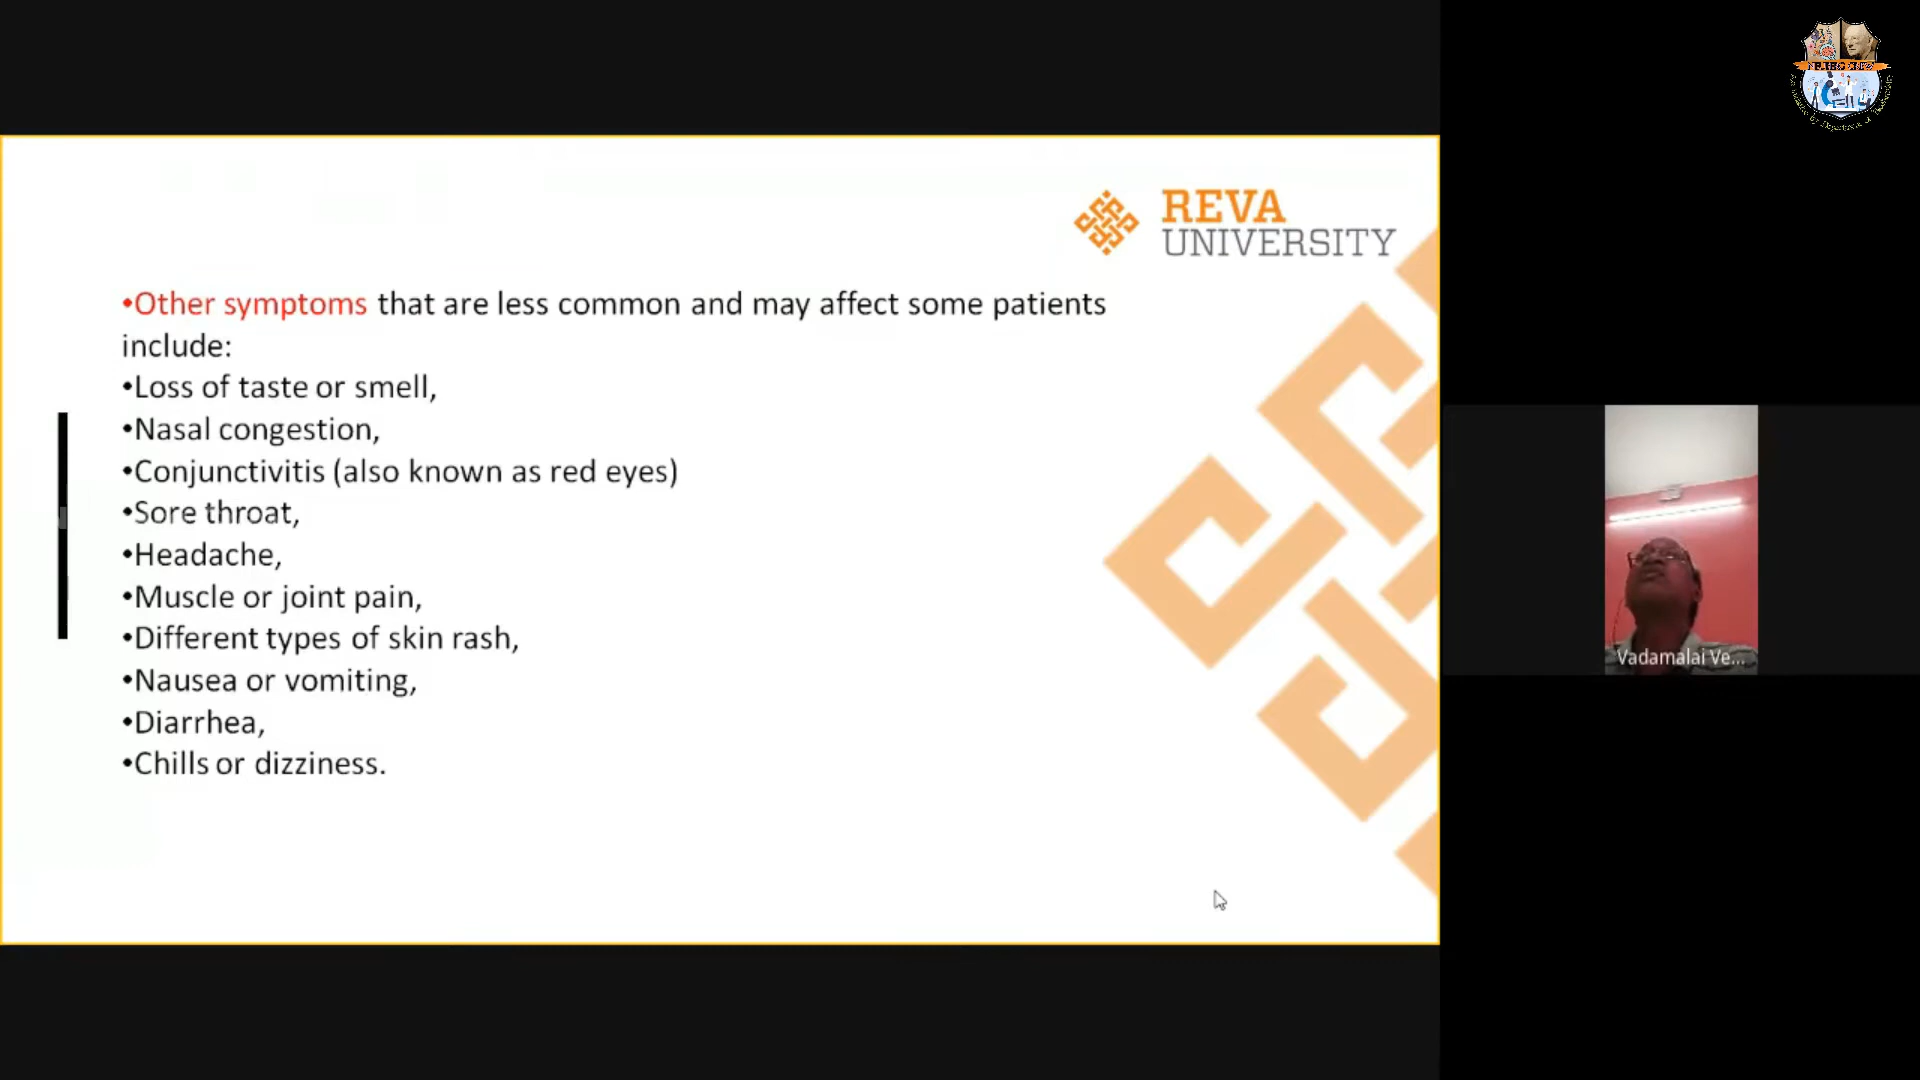 REVA
UNIVERSITY
•Other symptoms that are less common and may affect some patients
include:
•Loss of taste or smell,
•Nasal congestion,
•Conjunctivitis (also known as red eyes)
•Sore throat,
•Headache,
•Muscle or joint pain,
•Different types of skin rash,
•Nausea or vomiting,
•Diarrhea,
•Chills or dizziness.
Vadamalai Ve...